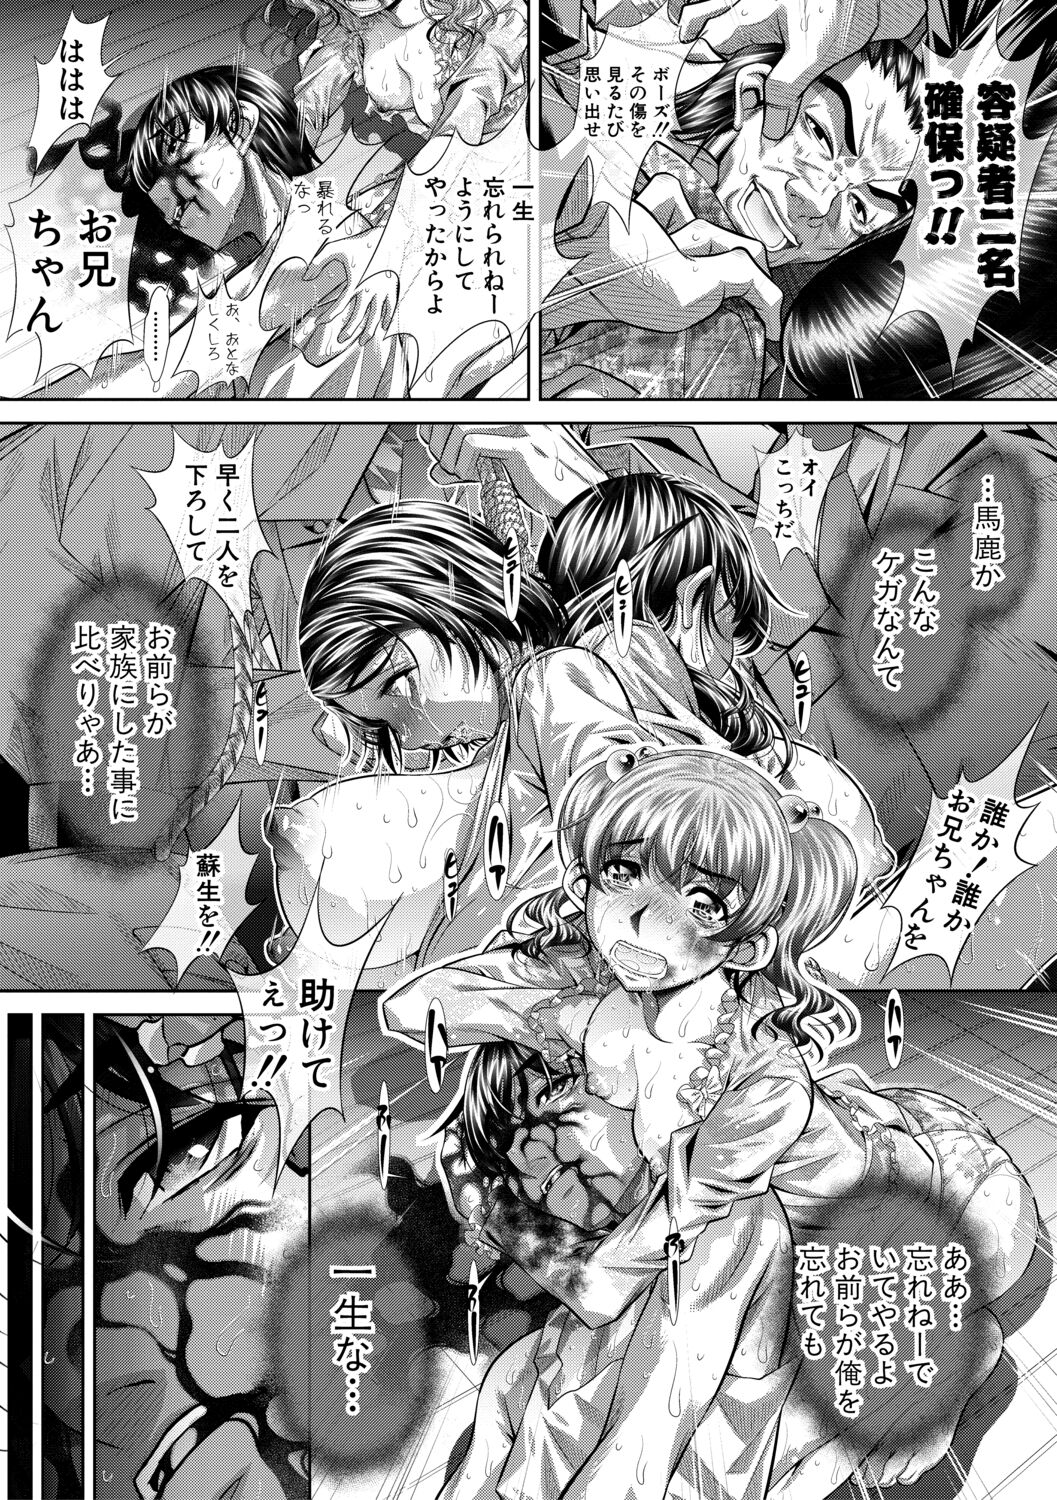 容疑者二名
確保っ!!
ボーズ!!
その傷を
見るたび
思い出せ
一生
忘れられねー
ようにして
やったからよ
暴れる
なっ
あ、おとな
しくしろ
ははは
お兄
ちゃん
………
…馬鹿か
こんな
ケガなんて
オイ
こっちだ
早く二人を
下ろして
お前らが
家族にした事に
比べりゃあ…
誰か!誰か
お兄ちゃんを
蘇生を!!
助けて
ぇっ!!
ああ…
忘れねーで
いてやるよ
お前らが俺を
忘れても
一生な…